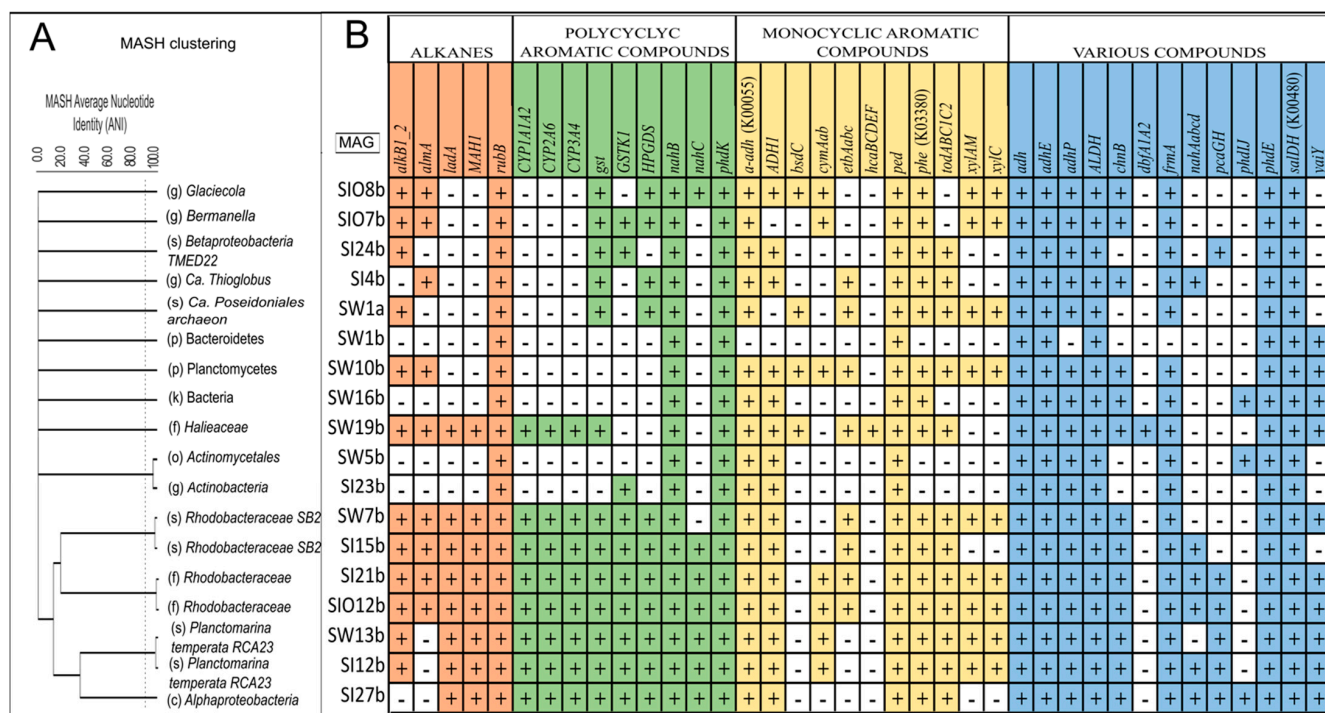 A
MASH clustering
MASH Average Nucleotide
Identity (ANI)
0.0 20.0 40.0 60.0 80.0 100.0
(g) Glaciecola
(g) Bermanella
(s) Betaproteobacteria
TMED22
(g) Ca. Thioglobus
(s) Ca. Poseidoniales
archaeon
(p) Bacteroidetes
(p) Planctomycetes
(k) Bacteria
(f) Halieaceae
(o) Actinomycetales
(g) Actinobacteria
(s) Rhodobacteraceae SB2
(s) Rhodobacteraceae SB2
(f) Rhodobacteraceae
(f) Rhodobacteraceae
(s) Planctomarina
temperata RCA23
(s) Planctomarina
temperata RCA23
(c) Alphaproteobacteria
B
ALKANES
POLYCYCLYC
AROMATIC COMPOUNDS
MONOCYCLIC AROMATIC
COMPOUNDS
VARIOUS COMPOUNDS
MAG
alkB1_2 almA ladA MAH1 rubB CYP1A1A2 CYP2A6 CYP3A4 gst GSTK1 HPGDS nahB nahC phdK a-adh (K00055) ADH1 bsdC cymAab etbAabc hcaBCDEF ped phe (K03380) todABC1C2 xylAM xylC adh adhE adhP ALDH chnB dbfA1A2 frmA nahAabcd pcaGH phdIJ phdE salDH (K00480) vaiY
SIO8b + + - - + - - - + - + + + + + + + + - - + + + + + + + + + + - + - - - + + -
SIO7b + + - - + - - - + + + + - + + - - + - - + + - + + + + + + + - + - - - + + -
SI24b + - - - + - - - + + - + - + + + - - - - + + + - - + + + + - - + - + - + + -
SI4b - + - - + - - - + - + + - + + + - - + - + + + - - + + + + + - + + - - + + -
SW1a + - - - + - - - + - + + - + + - + - + - + + + + + + + + + - - + - - - + + -
SW1b - - - - + - - - - - - + - + - - - - - - + - - - - + + - + - - - - - - + + +
SW10b + + - - + - - - - - - + - + + + + + + - + + + + + + + + + + - + - - - + + +
SW16b - - - - + - - - - - - + - + + + - - - - + + - - - + + + + - - - - - + + + +
SW19b + + + + + + + + + - - + - + + + + - + + + + + - - + + + + + + + - - - + + +
SW5b - - - - + - - - - - - + - + + + - - - - + - - - - + + + + - - + - - + + + -
SI23b - - - - + - - - - + - + - + + + - - - - + - - - - + + + + - - + - - - + + -
SW7b + + + + + + + + + + + + - + + + - - + - + + + + + + + + + + - + - - - + + +
SI15b + + + + + + + + + + + + + + + + - - + - + + + - - + + + + + - + + - - + + -
SI21b + + + + + + + + + + + + + + + + - + + - + + + + + + + + + + - + + + - + + +
SIO12b + + + + + + + + + + + + + + + + - + + - + + + + + + + + + + - + + + - + + +
SW13b + - + + + + + + + + + + + + + + - + - - + + + + + + + + + + - + - + - + + +
SI12b + - + + + + + + + + + + + + + + - + - - + + + + + + + + + + - + + + - + + +
SI27b - - + + + + + + + + + + + + + + - - - - + + + - - + + + + + - + + + + + + +